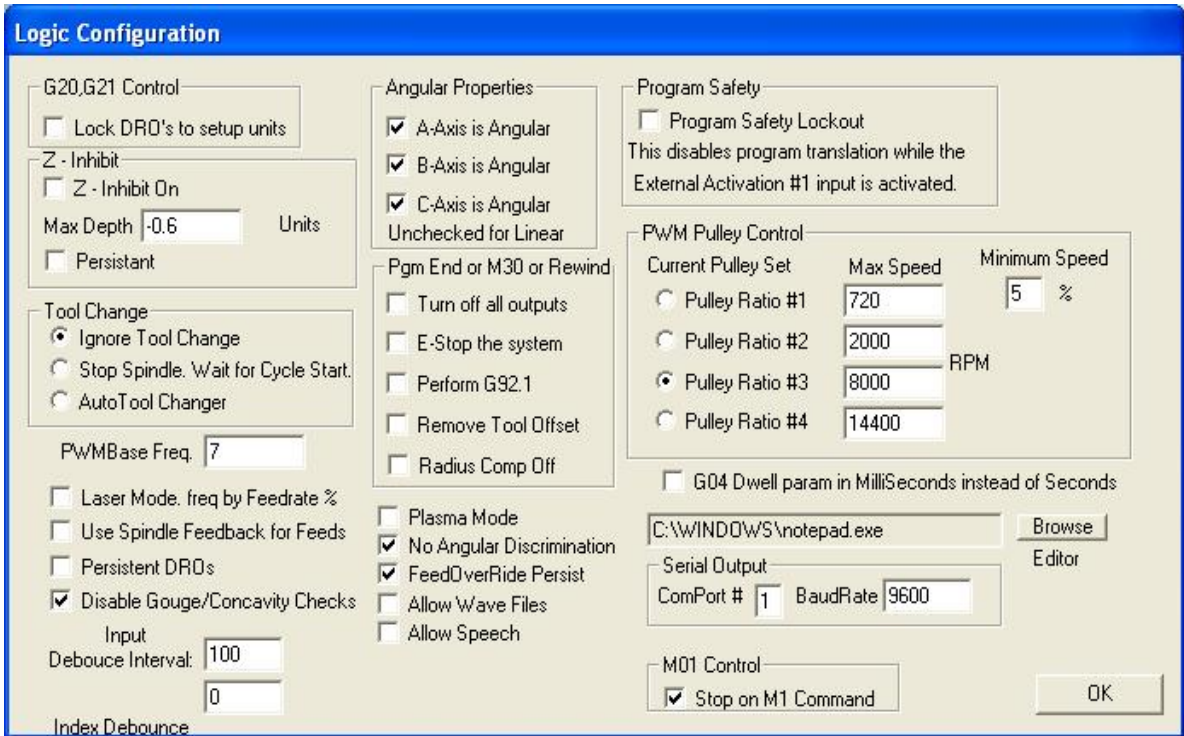 Logic Configuration
G20,G21 Control
Lock DRO's to setup units
Z - Inhibit
Z - Inhibit On
Max Depth -0.6 Units
Persistant
Tool Change
Ignore Tool Change
Stop Spindle. Wait for Cycle Start.
AutoTool Changer
PWMBase Freq. 7
Laser Mode. freq by Feedrate %
Use Spindle Feedback for Feeds
Persistent DROs
Disable Gouge/Concavity Checks
Input
Debouce Interval: 100
0
Index Debounce
Angular Properties
A-Axis is Angular
B-Axis is Angular
C-Axis is Angular
Unchecked for Linear
Pgm End or M30 or Rewind
Turn off all outputs
E-Stop the system
Perform G92.1
Remove Tool Offset
Radius Comp Off
Plasma Mode
No Angular Discrimination
FeedOverRide Persist
Allow Wave Files
Allow Speech
Program Safety
Program Safety Lockout
This disables program translation while the
External Activation #1 input is activated.
PWM Pulley Control
Current Pulley Set Max Speed Minimum Speed
Pulley Ratio #1 720 5 %
Pulley Ratio #2 2000
RPM
Pulley Ratio #3 8000
Pulley Ratio #4 14400
G04 Dwell param in MilliSeconds instead of Seconds
C:\WINDOWS\notepad.exe Browse
Editor
Serial Output
ComPort # 1 BaudRate 9600
M01 Control
Stop on M1 Command
OK